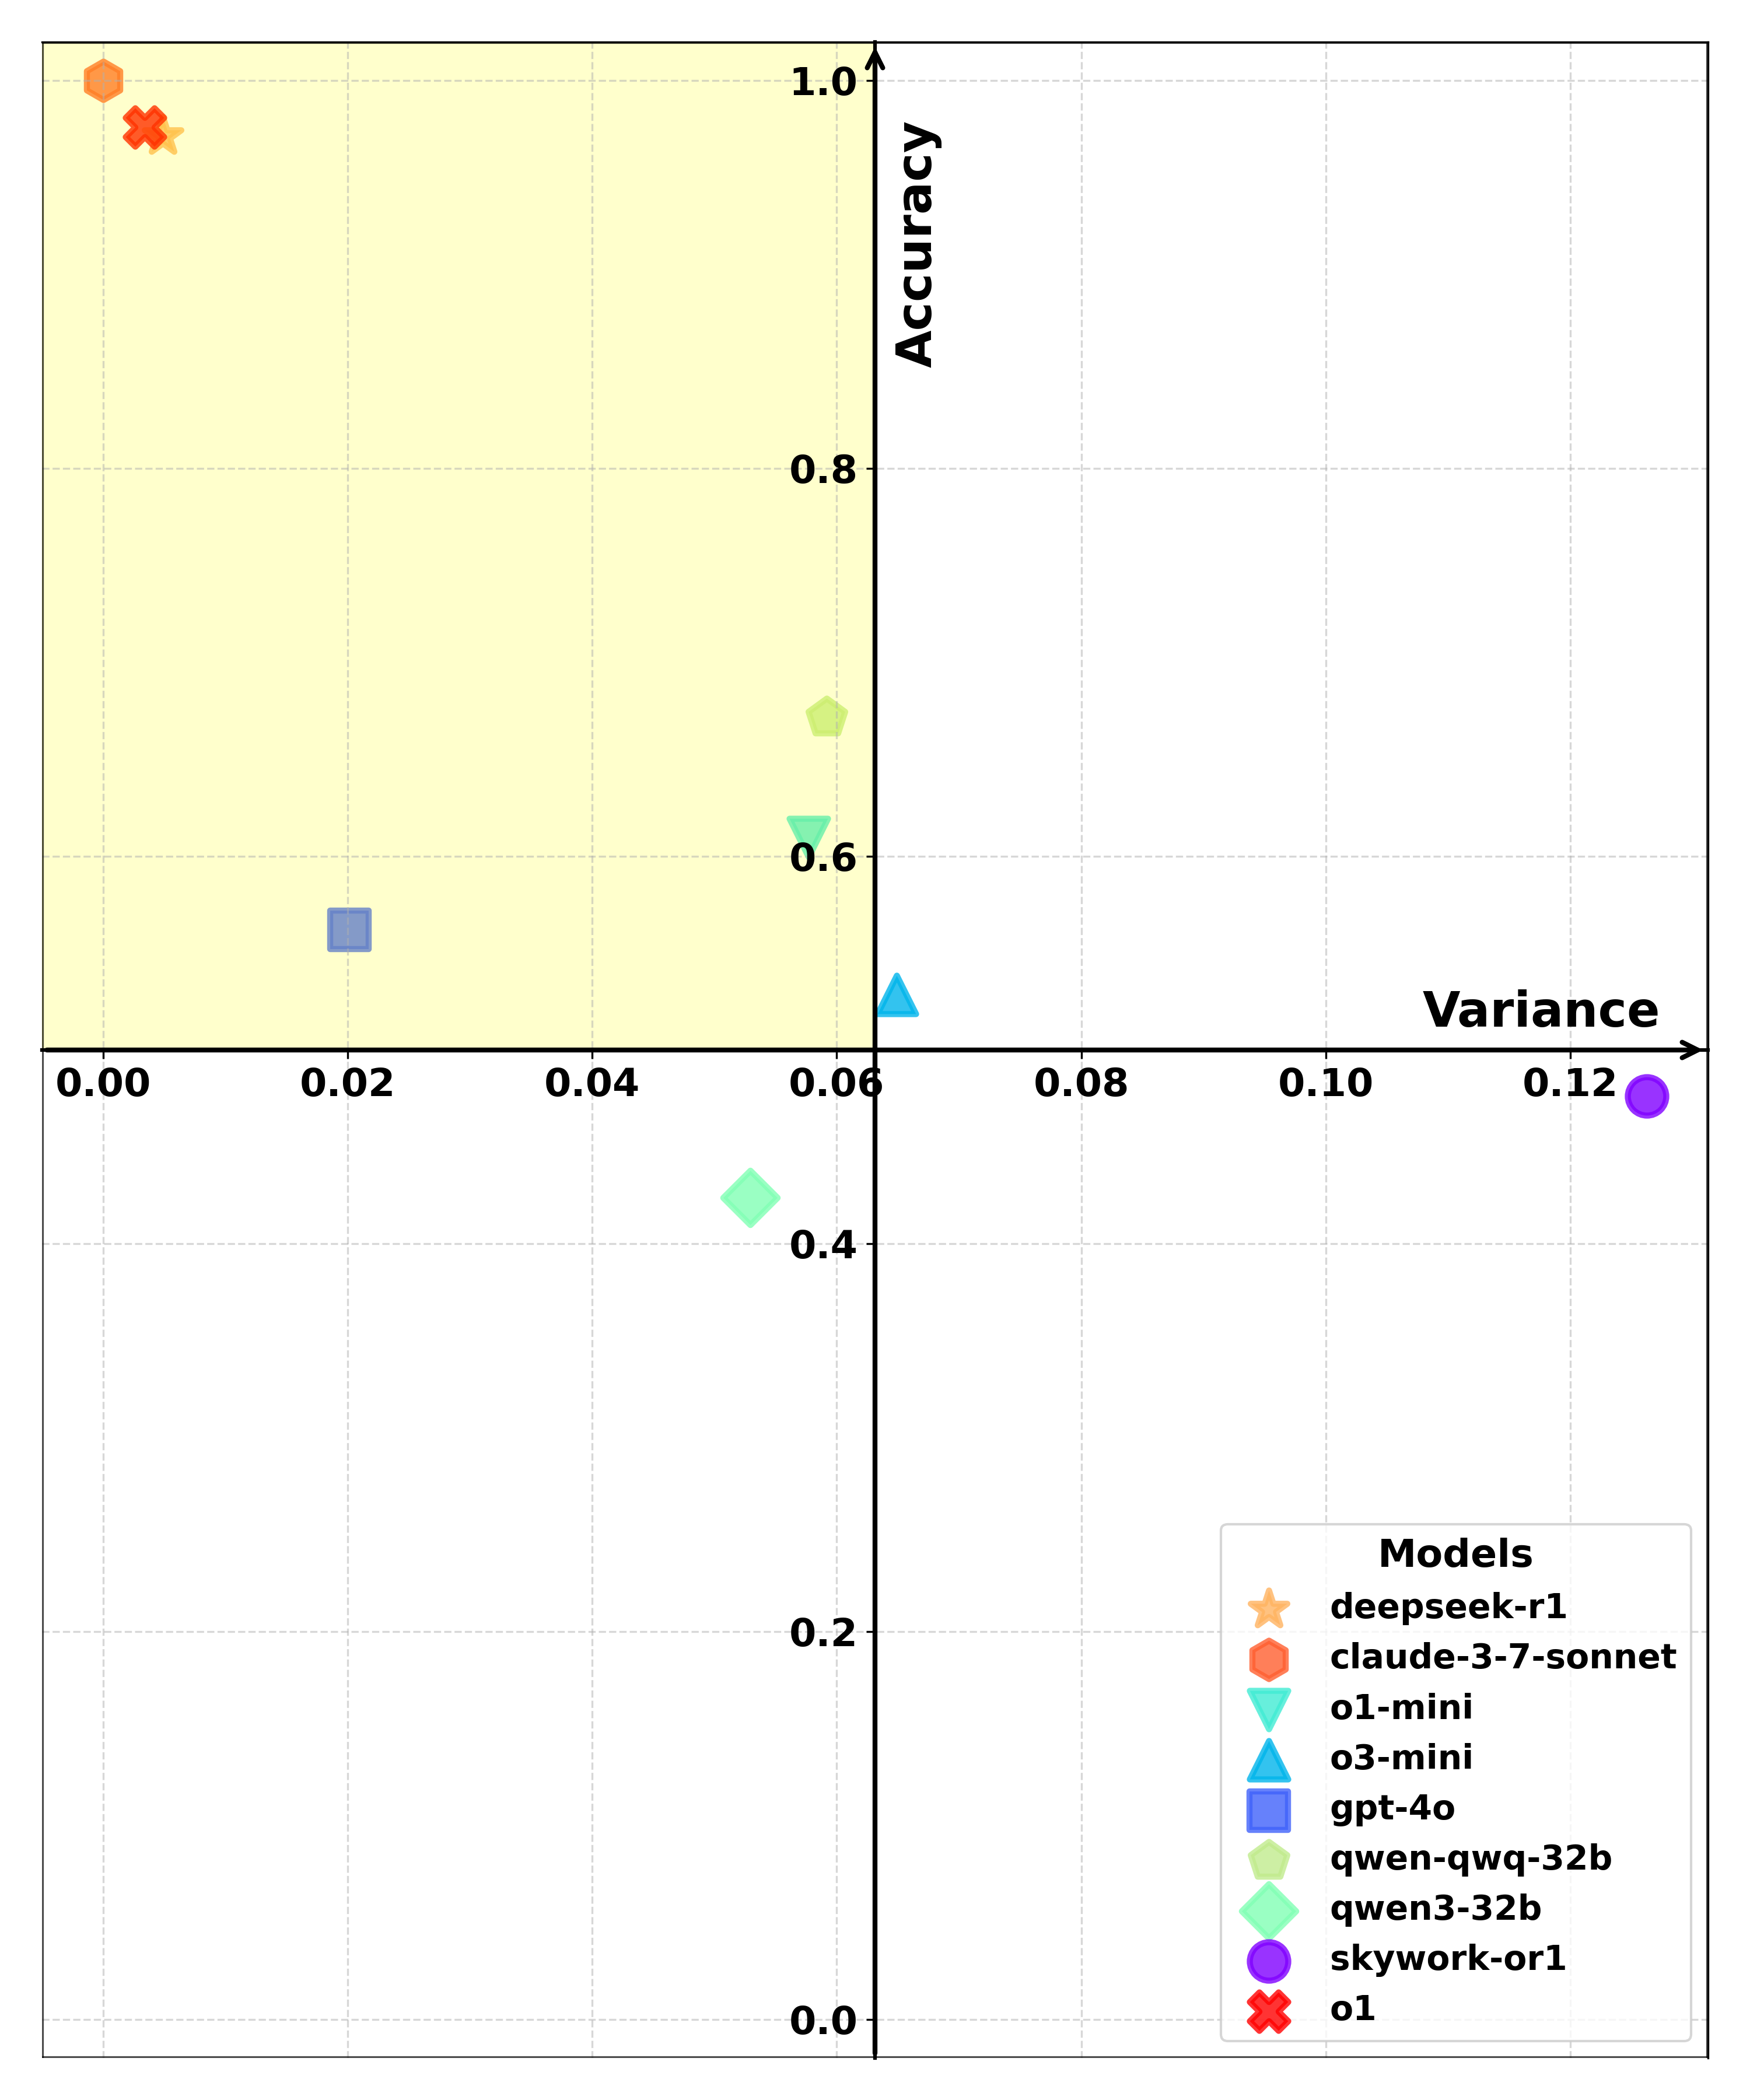 1.0
Accuracy
0.8
0.6
Variance
0.00
0.02
0.04
0.06
0.08
0.10
0.12
0.4
0.2
0.0
Models
deepseek-r1
claude-3-7-sonnet
o1-mini
o3-mini
gpt-4o
qwen-qwq-32b
qwen3-32b
skywork-or1
o1